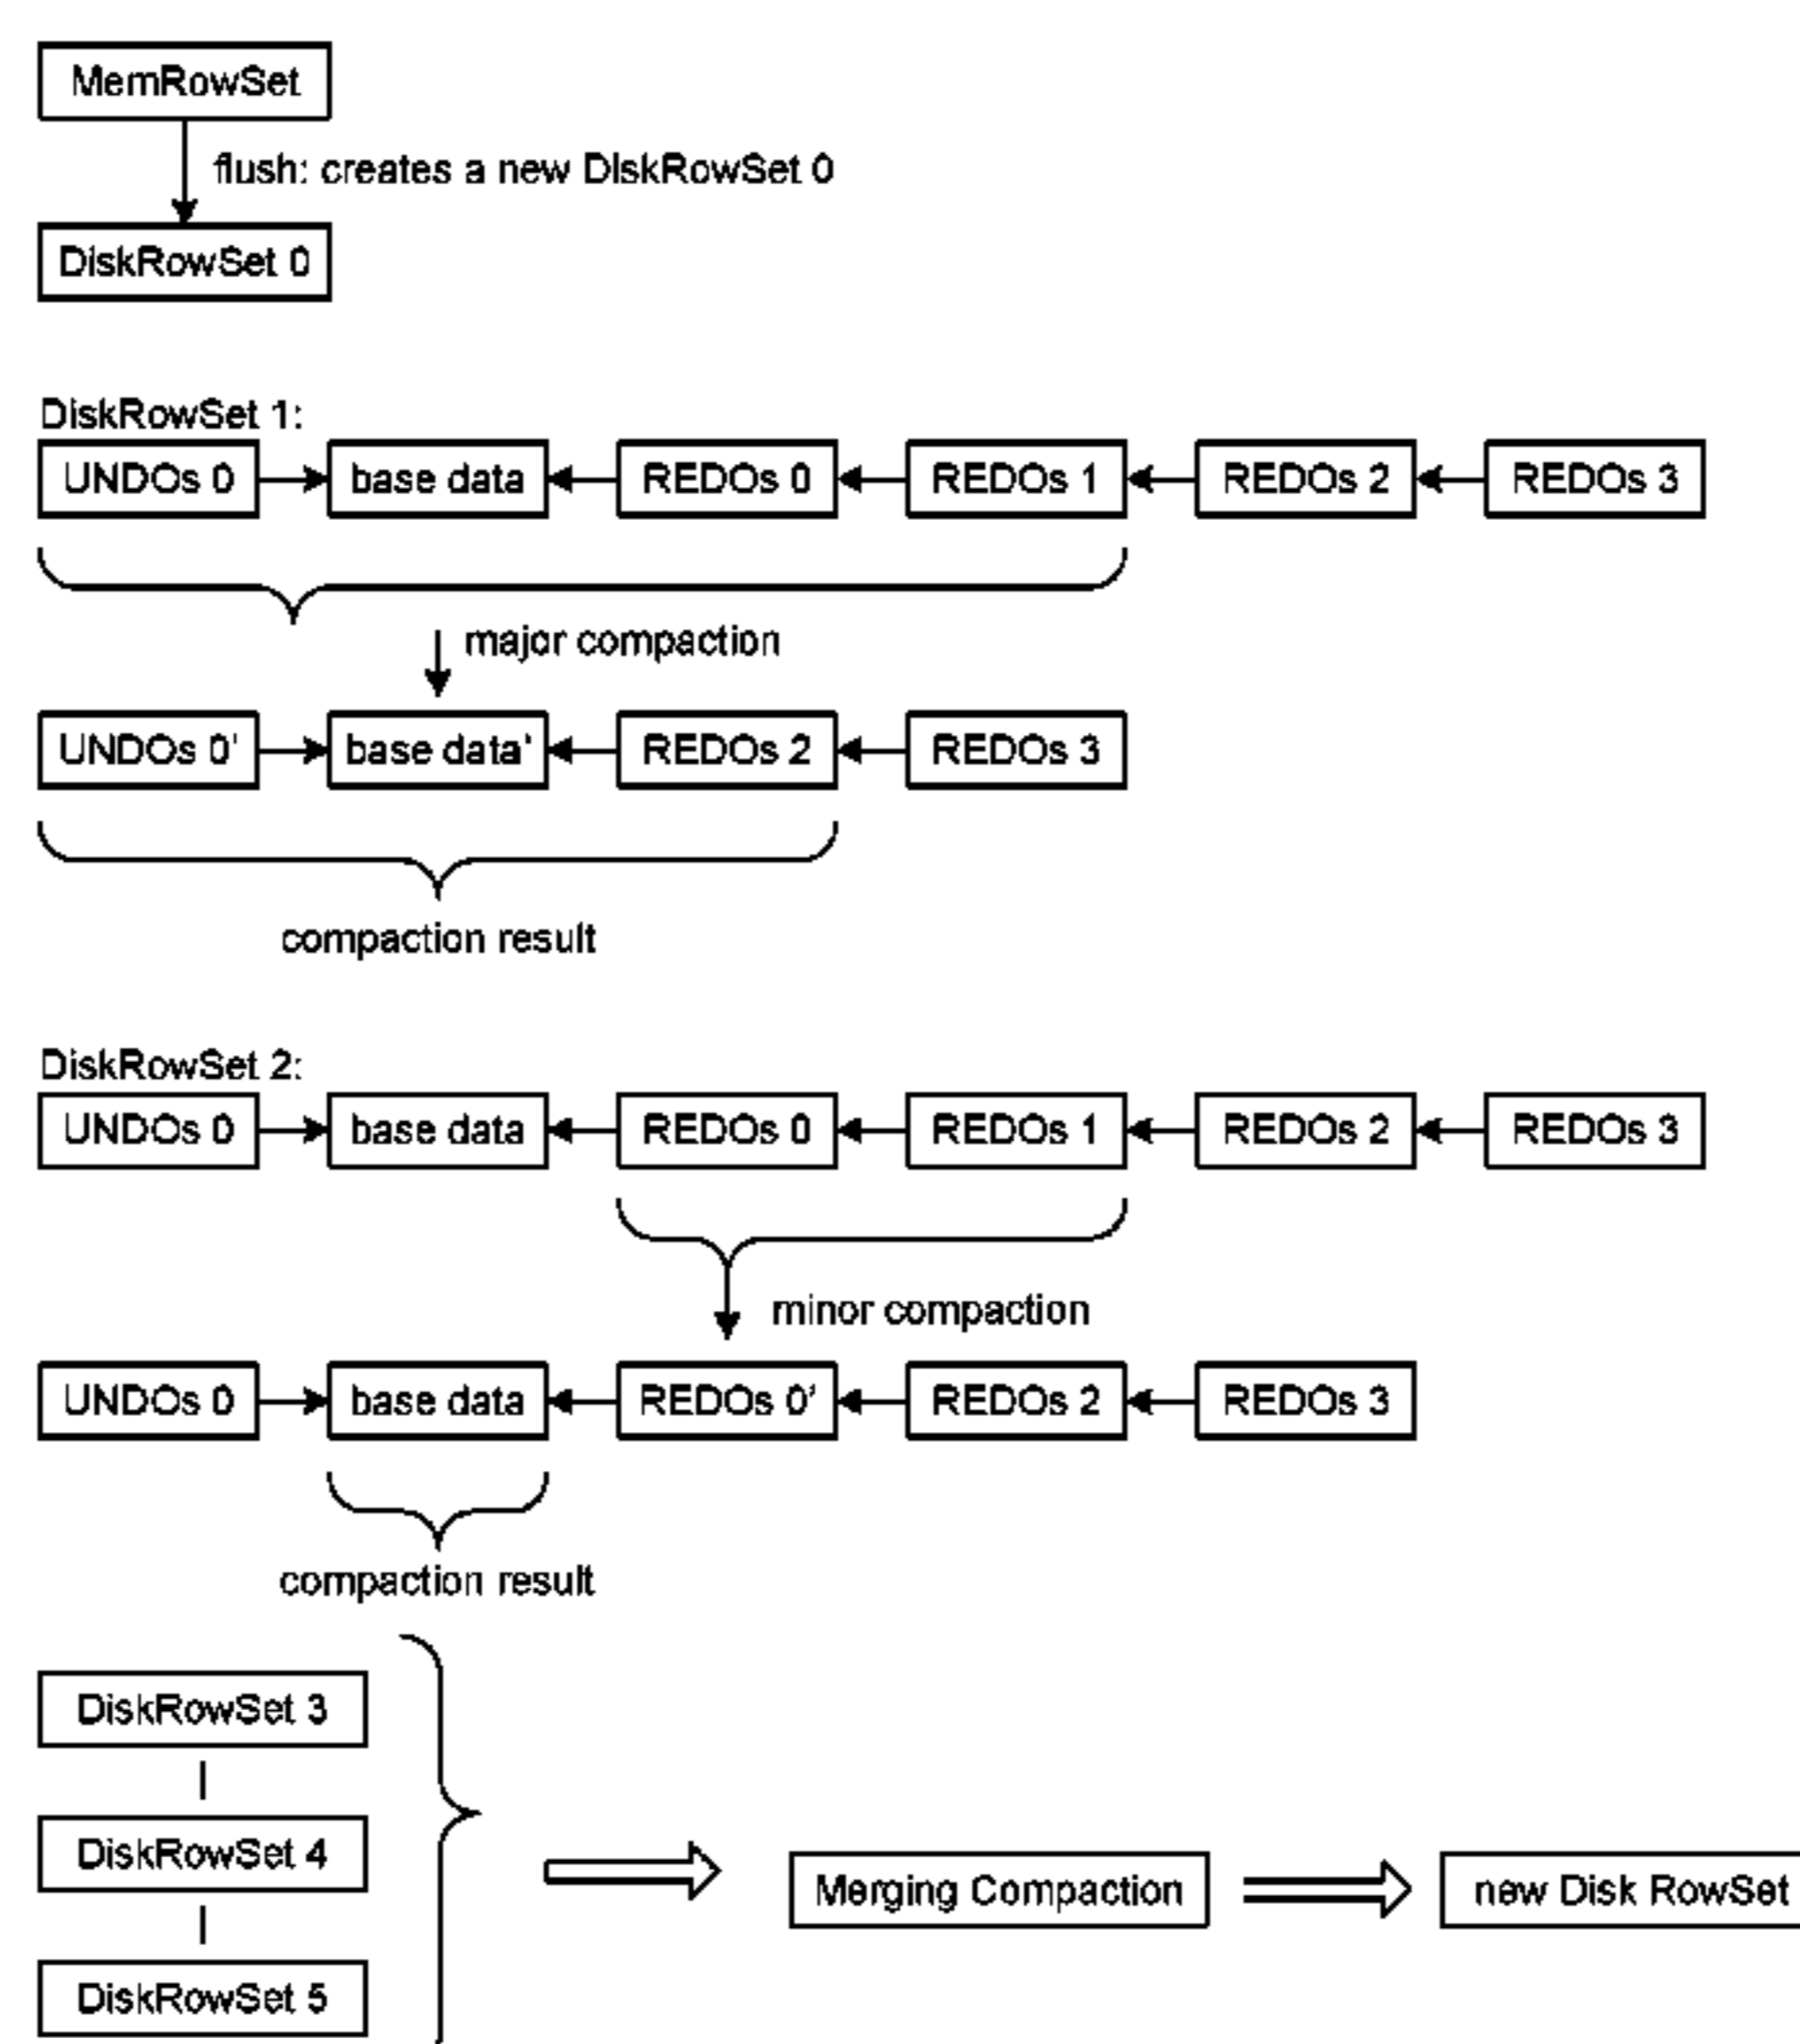 MemRowSet
flush: creates a new DiskRowSet 0
DiskRowSet 0
DiskRowSet 1:
UNDOs 0 base data REDOs 0 REDOs 1 REDOs 2 REDOs 3
major compaction
UNDOs 0' base data' REDOs 2 REDOs 3
compaction result
DiskRowSet 2:
UNDOs 0 base data REDOs 0 REDOs 1 REDOs 2 REDOs 3
minor compaction
UNDOs 0 base data REDOs 0' REDOs 2 REDOs 3
compaction result
DiskRowSet 3
DiskRowSet 4
Merging Compaction new Disk RowSet
DiskRowSet 5